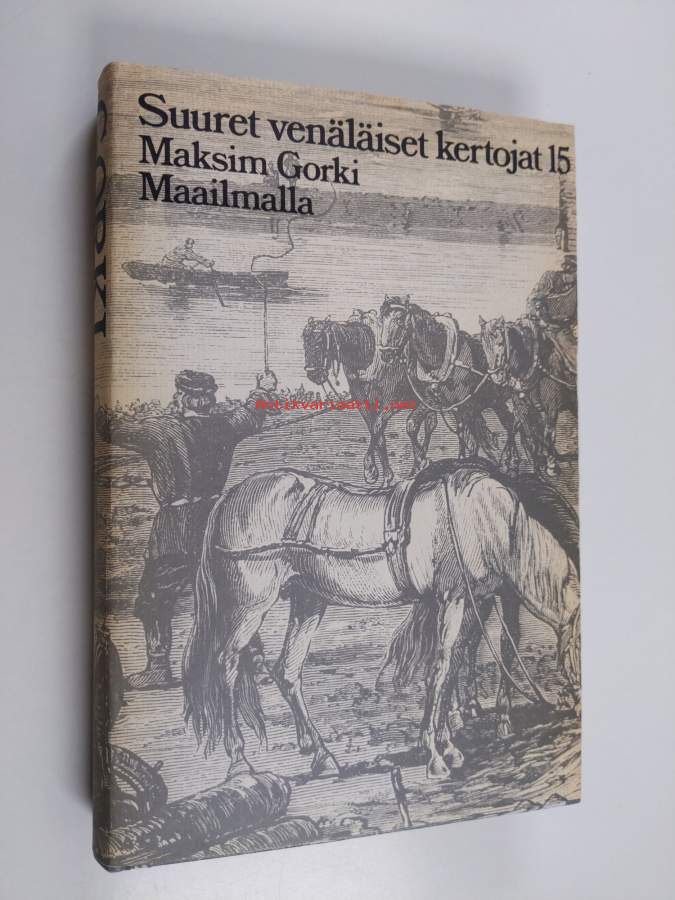 Suuret venäläiset kertojat 15
Maksim Gorki
Maailmalla
GORKI
Antikvariaatti.net